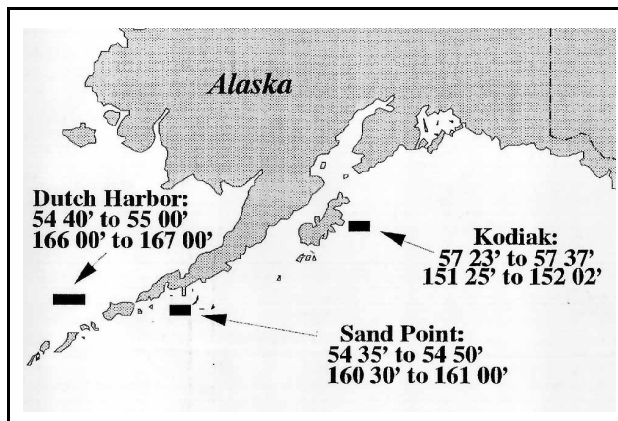 Alaska
Dutch Harbor:
54 40' to 55 00'
166 00' to 167 00'
Kodiak:
57 23' to 57 37'
151 25' to 152 02'
Sand Point:
54 35' to 54 50'
160 30' to 161 00'